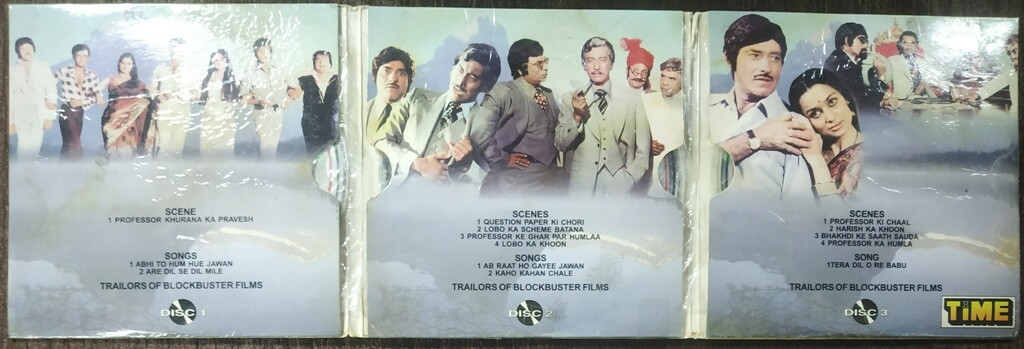 SCENE
1 PROFESSOR KHURANA KA PRAVESH
SONGS
1 ABHI TO HUM HUE JAWAN
2 ARE DIL SE DIL MILE
TRAILORS OF BLOCKBUSTER FILMS
DISC 1
SCENES
1 QUESTION PAPER KI CHORI
2 LOBO KA SCHEME BATANA
3 PROFESSOR KE GHAR PAR HUMLAA
4 LOBO KA KHOON
SONGS
1 AB RAAT HO GAYEE JAWAN
2 KAHO KAHAN CHALE
TRAILORS OF BLOCKBUSTER FILMS
DISC 2
SCENES
1 PROFESSOR KI CHAAL
2 HARISH KA KHOON
3 BHAKHDI KE SAATH SAUDA
4 PROFESSOR KA HUMLA
SONG
1TERA DIL O RE BABU
TRAILORS OF BLOCKBUSTER FILMS
DISC 3
TIME